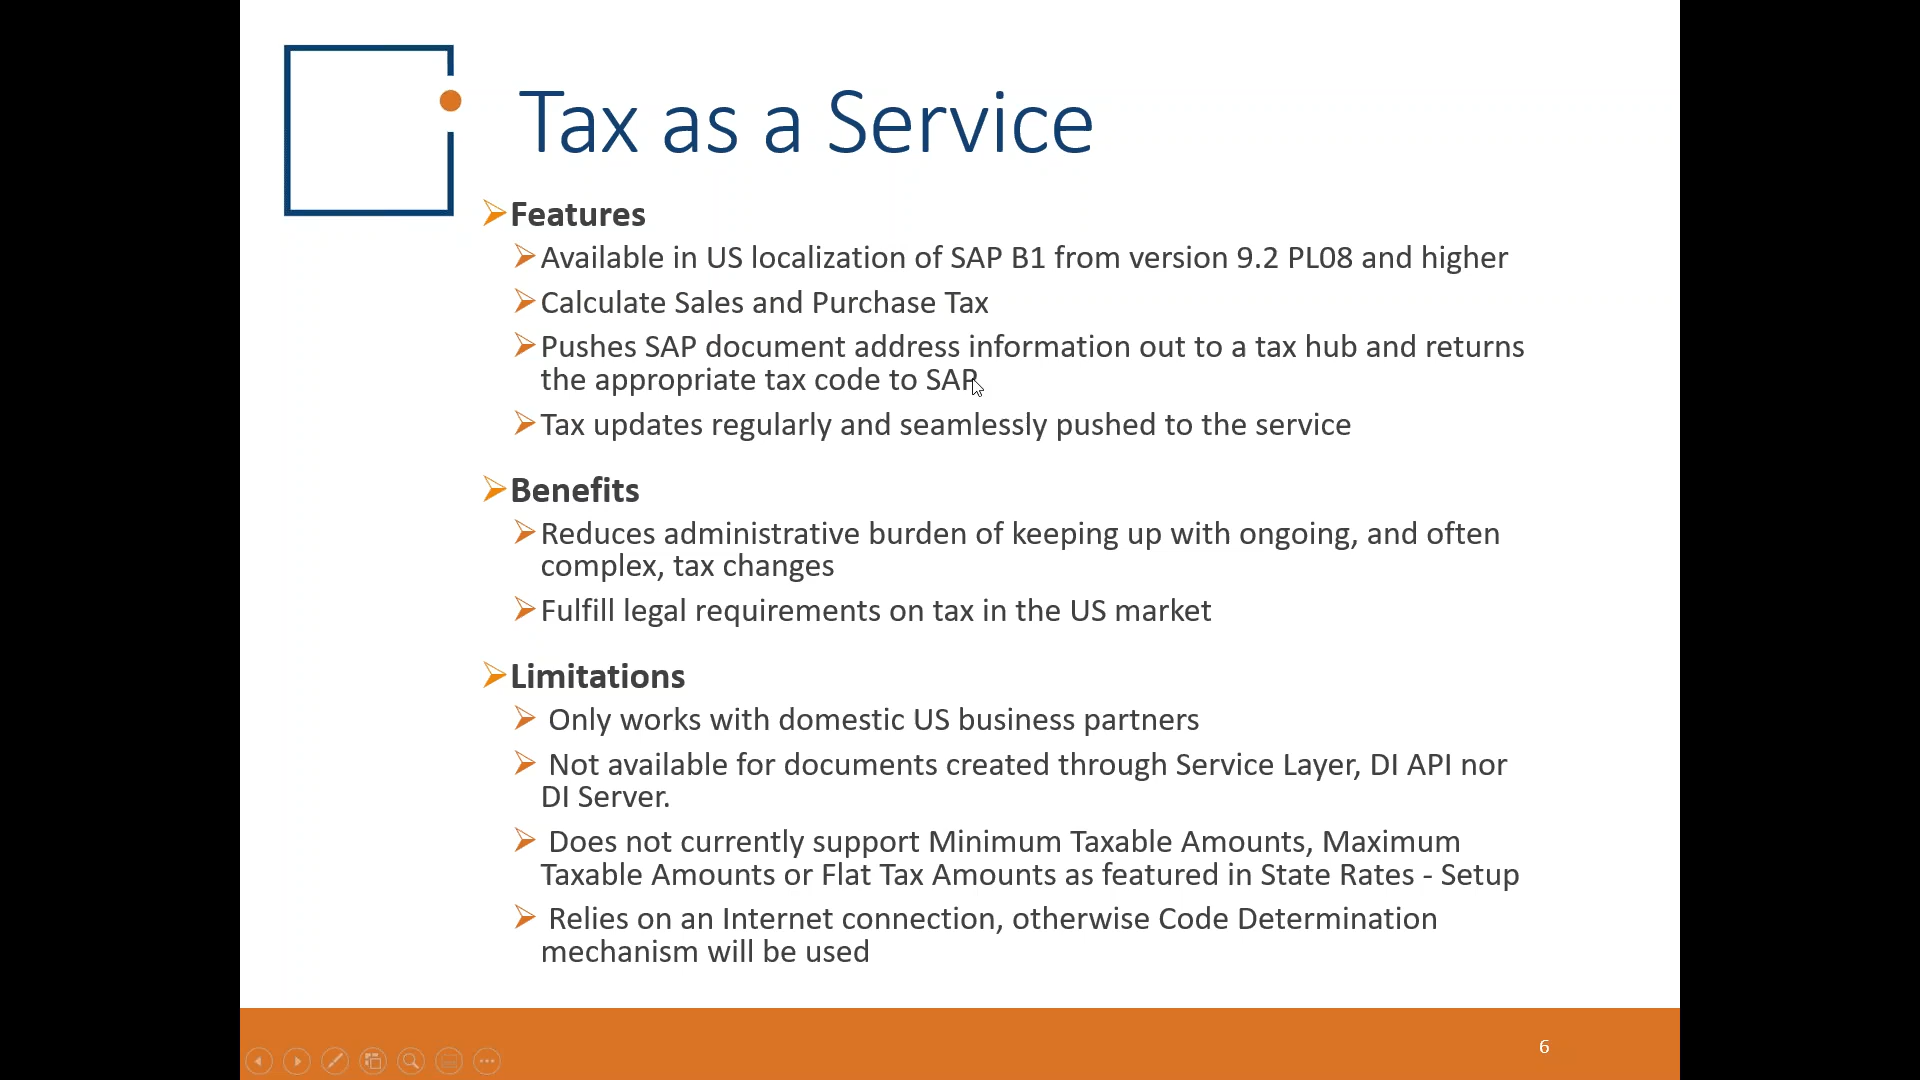 Tax as a Service
Features
Available in US localization of SAP B1 from version 9.2 PL08 and higher
Calculate Sales and Purchase Tax
Pushes SAP document address information out to a tax hub and returns
the appropriate tax code to SAP
Tax updates regularly and seamlessly pushed to the service
Benefits
Reduces administrative burden of keeping up with ongoing, and often
complex, tax changes
Fulfill legal requirements on tax in the US market
Limitations
Only works with domestic US business partners
Not available for documents created through Service Layer, DI API nor
DI Server.
Does not currently support Minimum Taxable Amounts, Maximum
Taxable Amounts or Flat Tax Amounts as featured in State Rates - Setup
Relies on an Internet connection, otherwise Code Determination
mechanism will be used
6